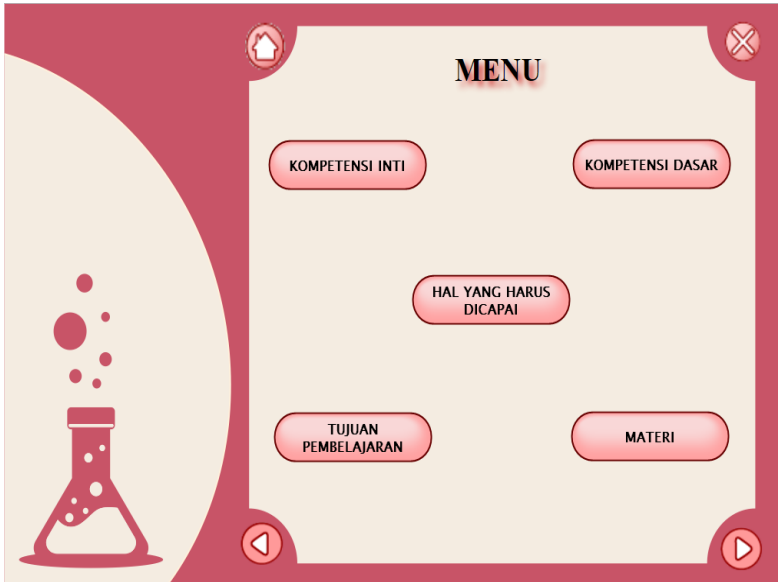 MENU
KOMPETENSI INTI
KOMPETENSI DASAR
HAL YANG HARUS
DICAPAI
TUJUAN
PEMBELAJARAN
MATERI